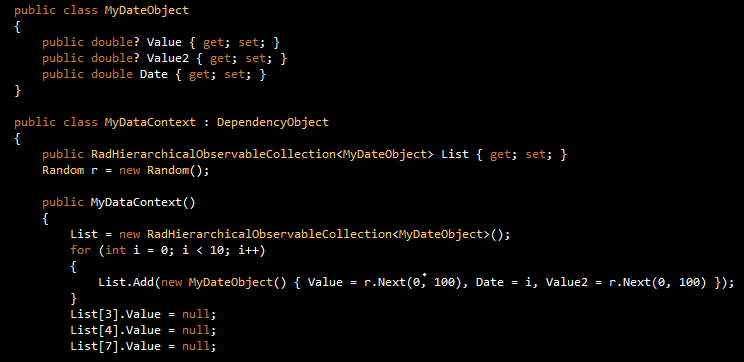 public class MyDateObject
{
public double? Value { get; set; }
public double? Value2 { get; set; }
public double Date { get; set; }
}
public class MyDataContext : DependencyObject
{
public RadHierarchicalObservableCollection<MyDateObject> List { get; set; }
Random r = new Random();
public MyDataContext()
{
List = new RadHierarchicalObservableCollection<MyDateObject>();
for (int i = 0; i < 10; i++)
{
List.Add(new MyDateObject() { Value = r.Next(0, 100), Date = i, Value2 = r.Next(0, 100) });
}
List[3].Value = null;
List[4].Value = null;
List[7].Value = null;